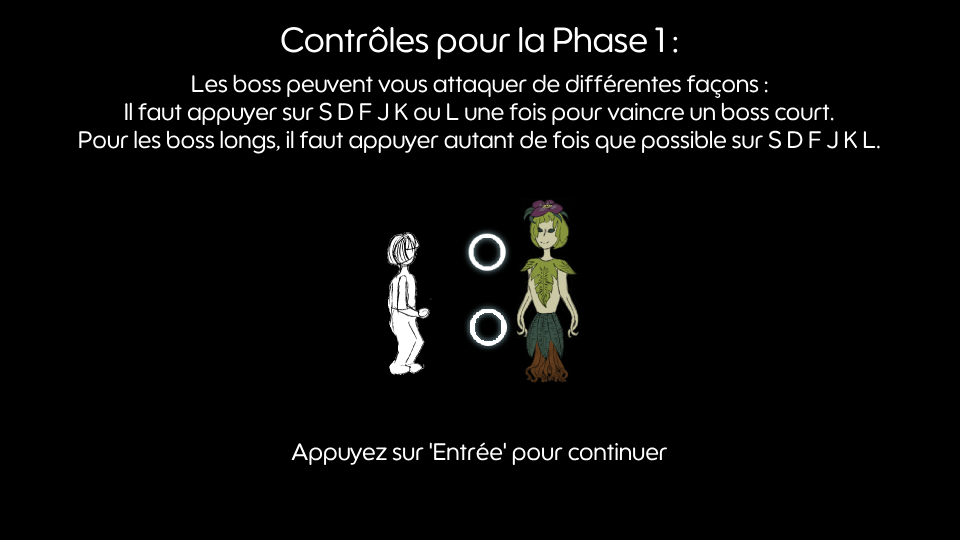 Contrôles pour la Phase 1 :
Les boss peuvent vous attaquer de différentes façons :
Il faut appuyer sur S D F J K ou L une fois pour vaincre un boss court.
Pour les boss longs, il faut appuyer autant de fois que possible sur S D F J K L.
Appuyez sur 'Entrée' pour continuer